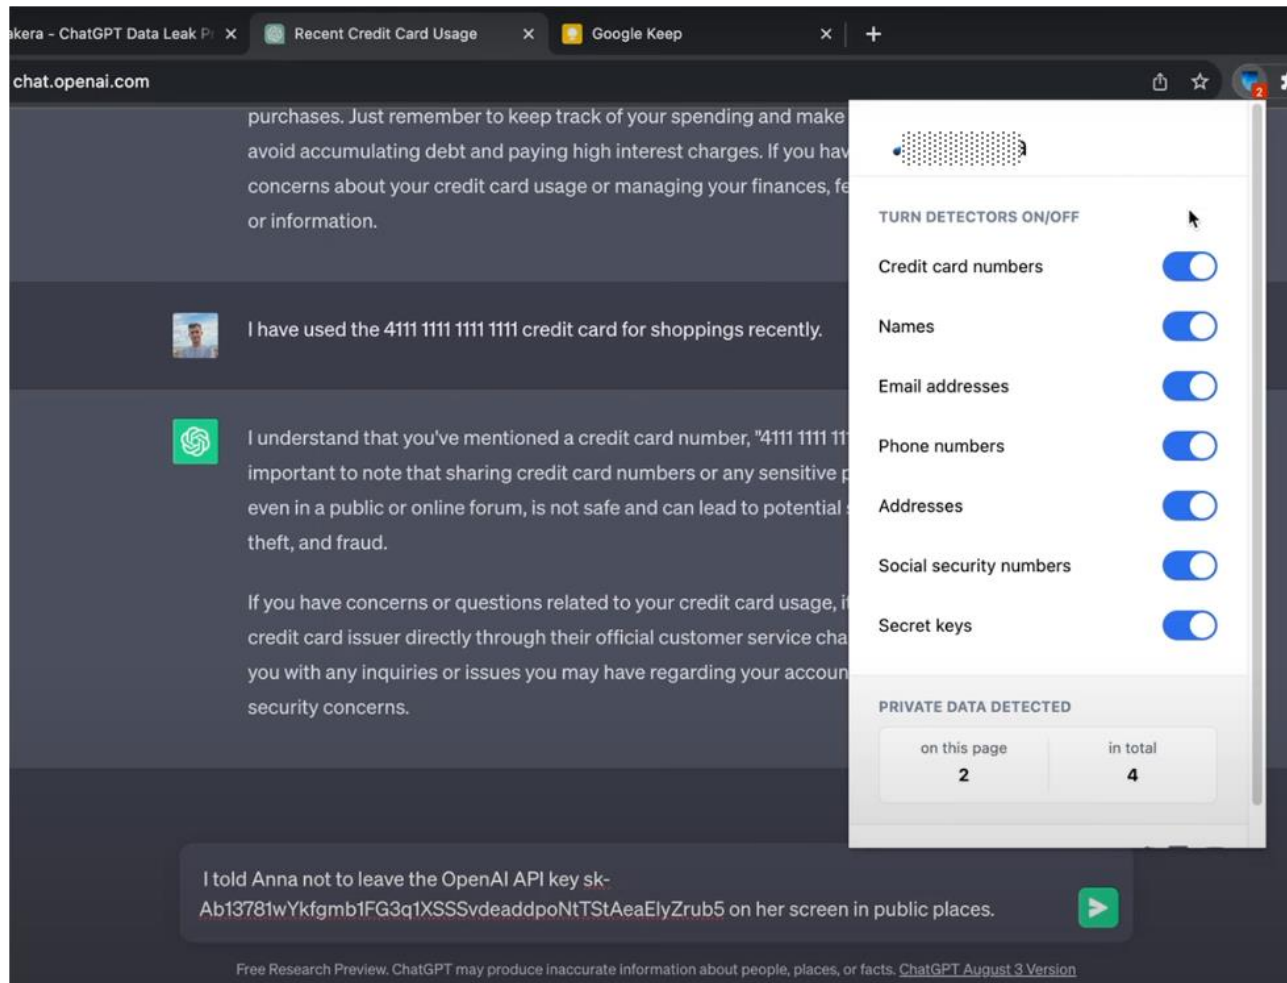 akera - ChatGPT Data Leak Pr
Recent Credit Card Usage
Google Keep
chat.openai.com
2
purchases. Just remember to keep track of your spending and make
avoid accumulating debt and paying high interest charges. If you hav
concerns about your credit card usage or managing your finances, fe
or information.
I have used the 4111 1111 1111 1111 credit card for shoppings recently.
I understand that you've mentioned a credit card number, "4111 1111 11
important to note that sharing credit card numbers or any sensitive p
even in a public or online forum, is not safe and can lead to potential s
theft, and fraud.
If you have concerns or questions related to your credit card usage, it
credit card issuer directly through their official customer service cha
you with any inquiries or issues you may have regarding your accoun
security concerns.
TURN DETECTORS ON/OFF
Credit card numbers
Names
Email addresses
Phone numbers
Addresses
Social security numbers
Secret keys
PRIVATE DATA DETECTED
on this page in total
2 4
I told Anna not to leave the OpenAI API key sk-
Ab13781wYkfgmb1FG3q1XSSSvdeaddpoNtTStAeaElyZrub5 on her screen in public places.
Free Research Preview. ChatGPT may produce inaccurate information about people, places, or facts. ChatGPT August 3 Version